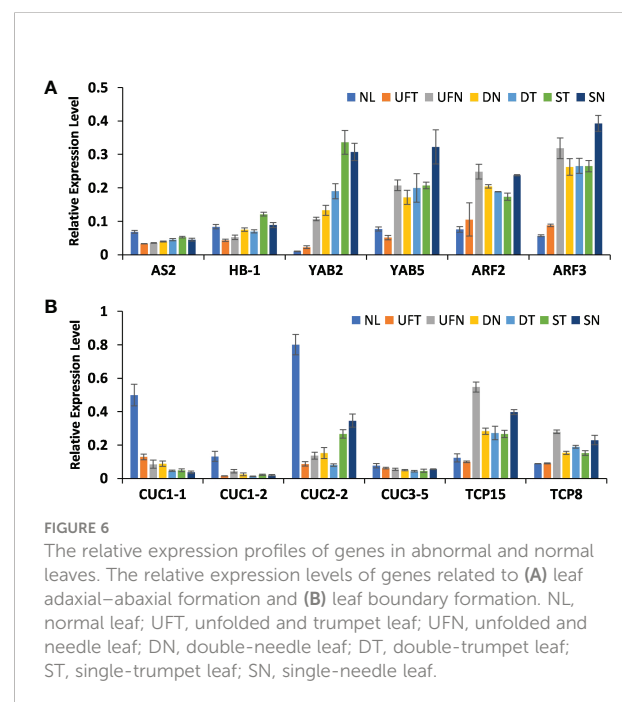 A
0.5
0.4
0.3
0.2
0.1
0
Relative Expression Level
NL UFT UFN DN DT ST SN
AS2 HB-1 YAB2 YAB5 ARF2 ARF3
B
1
0.8
0.6
0.4
0.2
0
Relative Expression Level
NL UFT UFN DN DT ST SN
CUC1-1 CUC1-2 CUC2-2 CUC3-5 TCP15 TCP8
FIGURE 6
The relative expression profiles of genes in abnormal and normal
leaves. The relative expression levels of genes related to (A) leaf
adaxial–abaxial formation and (B) leaf boundary formation. NL,
normal leaf; UFT, unfolded and trumpet leaf; UFN, unfolded and
needle leaf; DN, double-needle leaf; DT, double-trumpet leaf;
ST, single-trumpet leaf; SN, single-needle leaf.